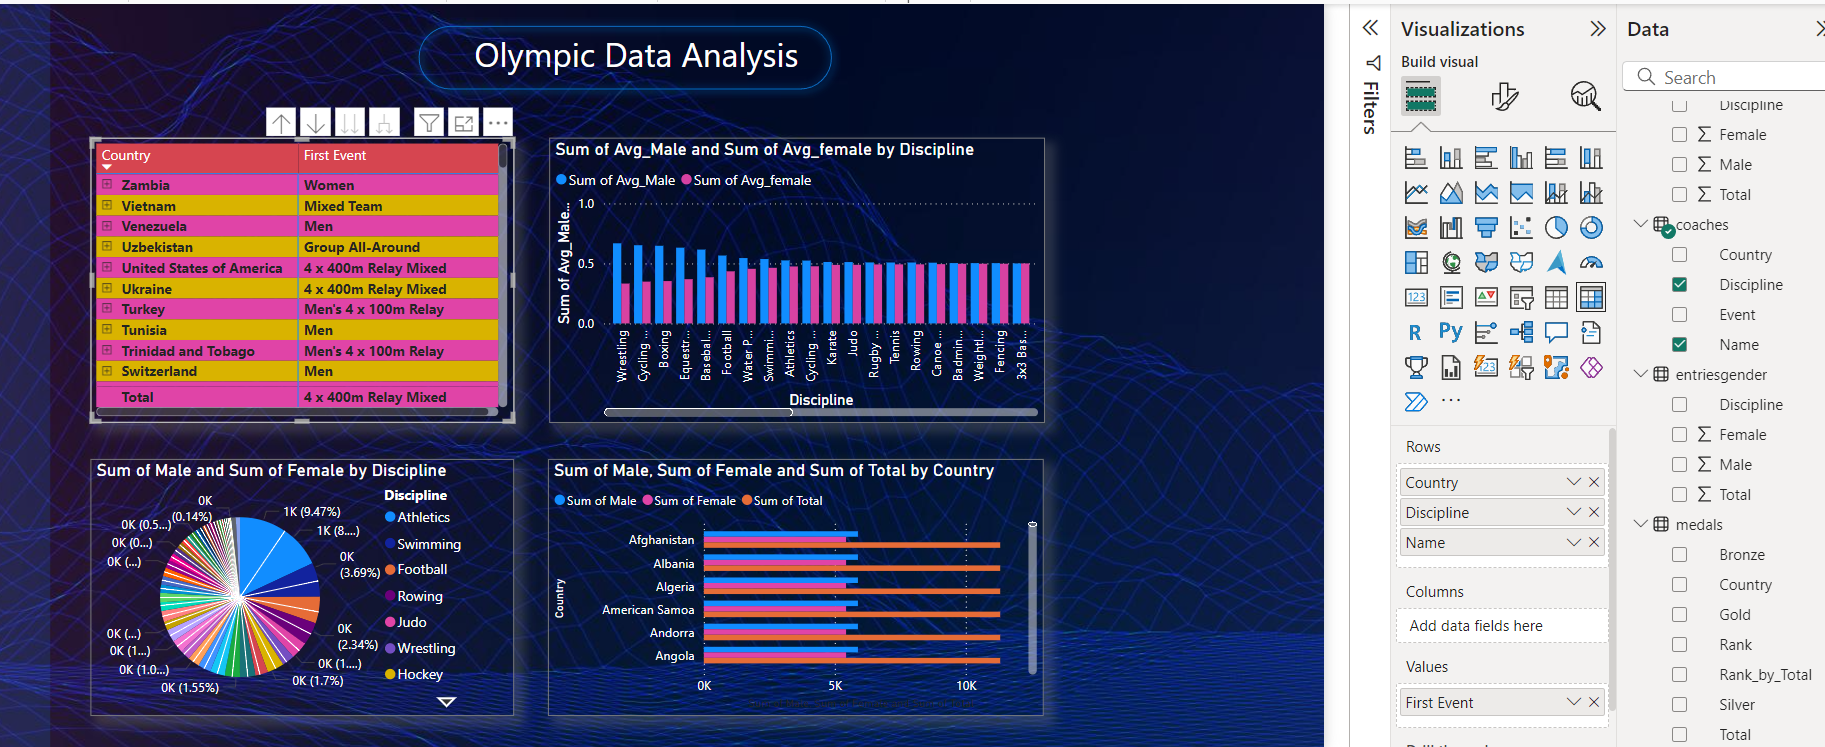 Olympic Data Analysis
Country
First Event
Zambia
Women
Vietnam
Mixed Team
Venezuela
Men
Uzbekistan
Group All-Around
United States of America
4 x 400m Relay Mixed
Ukraine
4 x 400m Relay Mixed
Turkey
Men's 4 x 100m Relay
Tunisia
Men
Trinidad and Tobago
Men's 4 x 100m Relay
Switzerland
Men
Total
4 x 400m Relay Mixed
Sum of Avg_Male and Sum of Avg_female by Discipline
Sum of Avg_Male
Sum of Avg_female
Sum of Avg_Male...
1.0
0.5
0.0
Wrestling
Cycling ...
Boxing
Equestr...
Basebal...
Football
Water P...
Swimmi...
Athletics
Cycling ...
Karate
Judo
Rugby ...
Tennis
Rowing
Canoe ...
Badmin...
Weightl...
Fencing
3x3 Bas...
Discipline
Sum of Male and Sum of Female by Discipline
0K
(0.14%)
0K (0.5...)
0K (0...)
0K (...)
0K (...)
0K (1...)
0K (1.0...)
0K (1.55%)
1K (9.47%)
1K (8....)
0K
(3.69%)
0K
(2.34%)
0K (1....)
0K (1.7%)
Discipline
Athletics
Swimming
Football
Rowing
Judo
Wrestling
Hockey
Sum of Male, Sum of Female and Sum of Total by Country
Sum of Male
Sum of Female
Sum of Total
Country
Afghanistan
Albania
Algeria
American Samoa
Andorra
Angola
0K
5K
10K
Filters
Visualizations
Build visual
123
R
Py
123
Rows
Country
Discipline
Name
Columns
Add data fields here
Values
First Event
Data
Search
Discipline
Female
Male
Total
coaches
Country
Discipline
Event
Name
entriesgender
Discipline
Female
Male
Total
medals
Bronze
Country
Gold
Rank
Rank_by_Total
Silver
Total